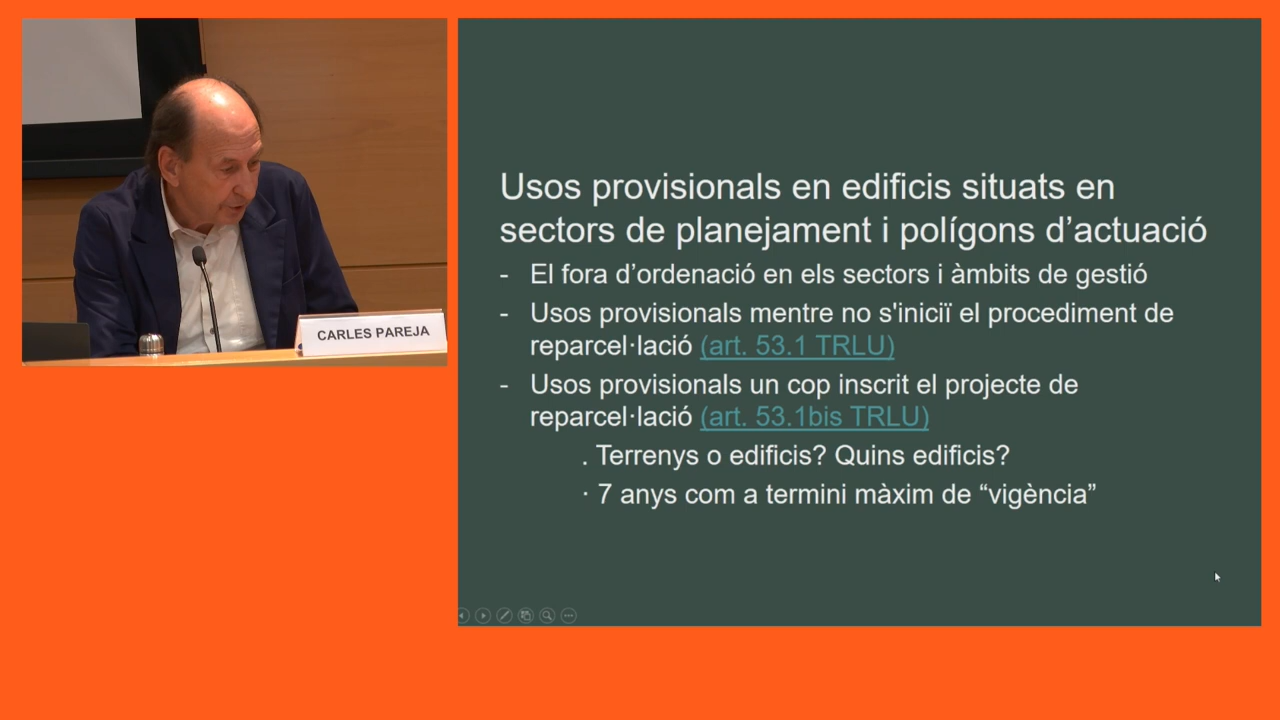 CARLES PAREJA
Usos provisionals en edificis situats en
sectors de planejament i polígons d’actuació
- El fora d’ordenació en els sectors i àmbits de gestió
- Usos provisionals mentre no s'iniciï el procediment de
reparcel·lació (art. 53.1 TRLU)
- Usos provisionals un cop inscrit el projecte de
reparcel·lació (art. 53.1bis TRLU)
. Terrenys o edificis? Quins edificis?
· 7 anys com a termini màxim de “vigència”